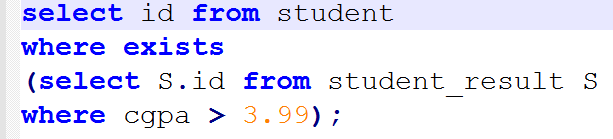 select id from student
where exists
(select S.id from student_result S
where cgpa > 3.99);